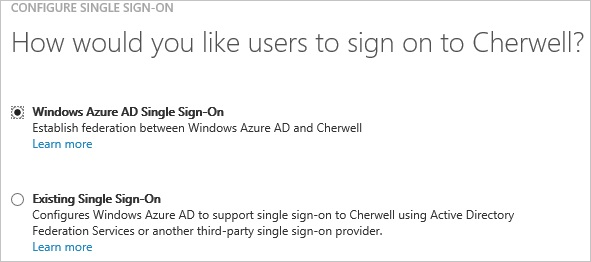 CONFIGURE SINGLE SIGN-ON
How would you like users to sign on to Cherwell?
Windows Azure AD Single Sign-On
Establish federation between Windows Azure AD and Cherwell
Learn more
Existing Single Sign-On
Configures Windows Azure AD to support single sign-on to Cherwell using Active Directory
Federation Services or another third-party single sign-on provider.
Learn more